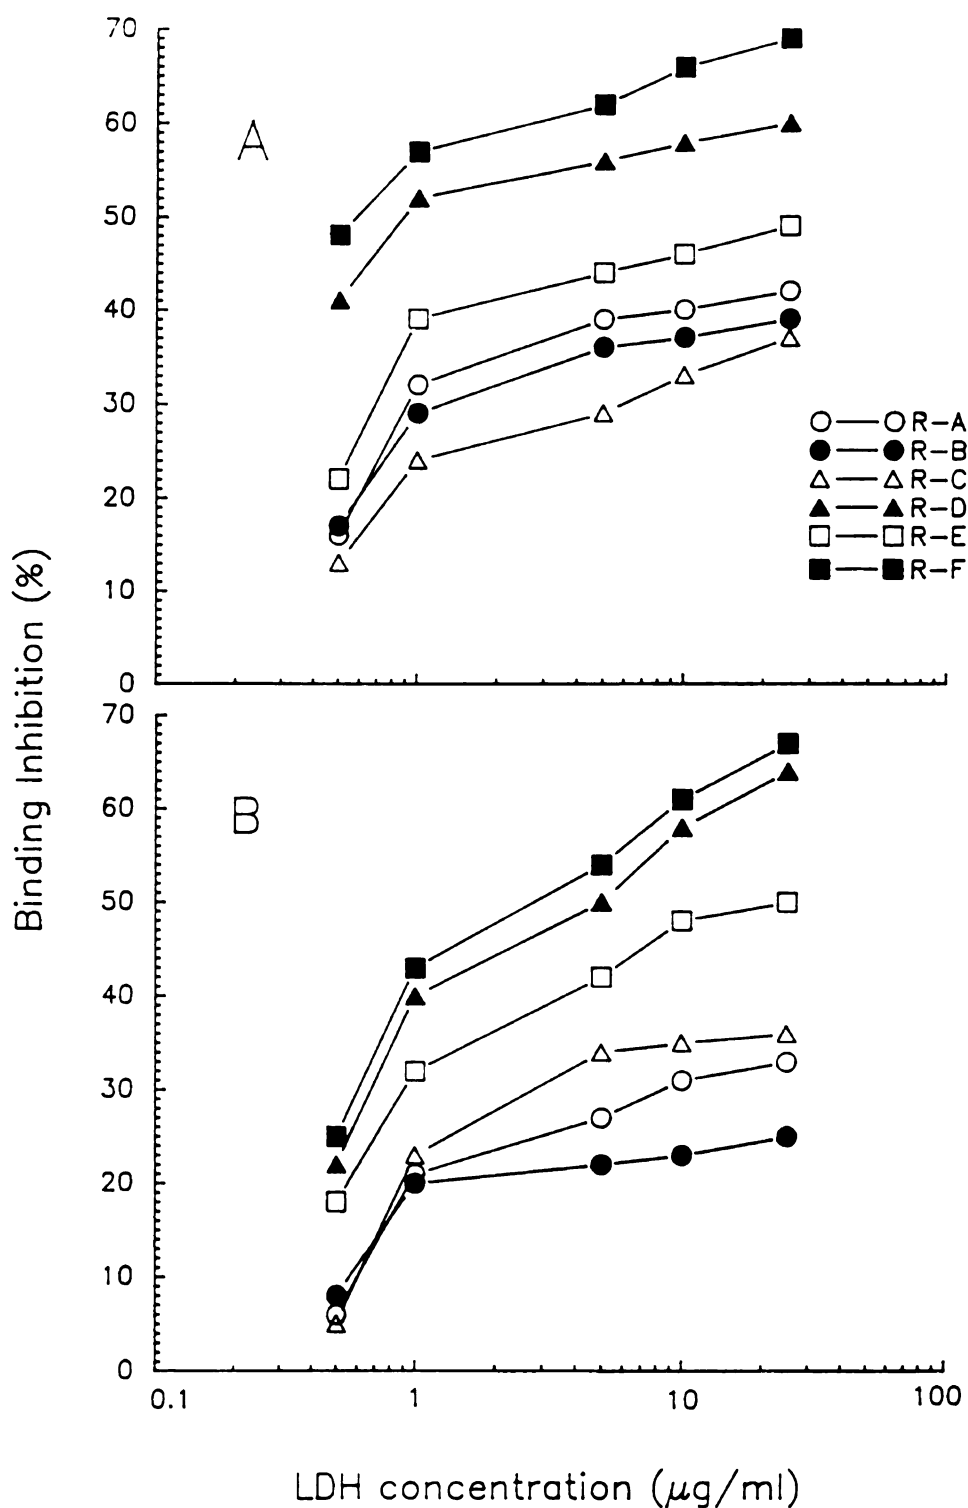 70
60
50
40
30
20
10
0
A
R-A
R-B
R-C
R-D
R-E
R-F
Binding Inhibition (%)
70
60
50
40
30
20
10
0
B
0.1 1 10 100
LDH concentration (μg/ml)